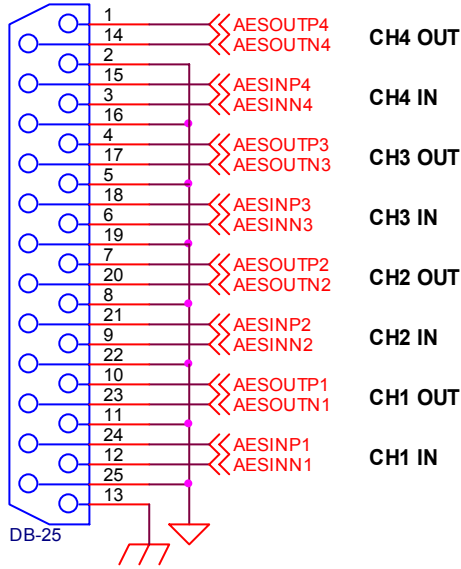 1 AESOUTP4
14 AESOUTN4 CH4 OUT
2
15 AESINP4
3 AESINN4 CH4 IN
16
4 AESOUTP3
17 AESOUTN3 CH3 OUT
5
18 AESINP3
6 AESINN3 CH3 IN
19
7 AESOUTP2
20 AESOUTN2 CH2 OUT
8
21 AESINP2
9 AESINN2 CH2 IN
22
10 AESOUTP1
23 AESOUTN1 CH1 OUT
11
24 AESINP1
12 AESINN1 CH1 IN
25
13
DB-25